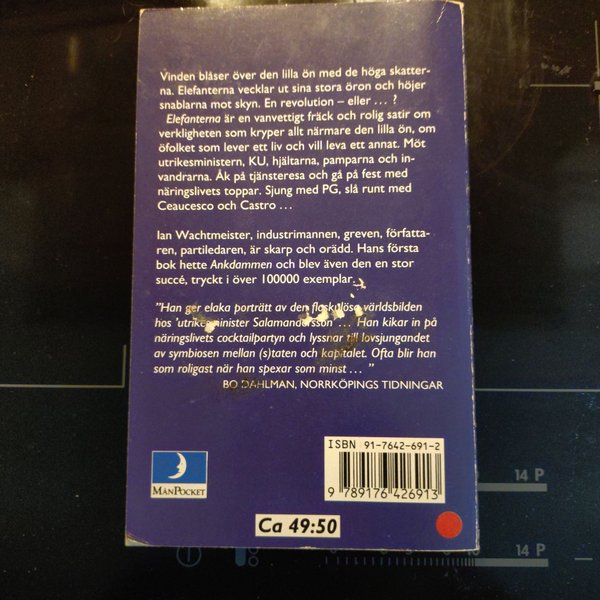 Vinden blåser över den lilla ön med de höga skatter-
na. Elefanterna vecklar ut sina stora öron och höjer
snablarna mot skyn. En revolution – eller . . . ?
Elefanterna är en vanvettigt fräck och rolig satir om
verkligheten som kryper allt närmare den lilla ön, om
öfolket som lever ett liv och vill leva ett annat. Möt
utrikesministern, KU, hjältarna, pamparna och in-
vandrarna. Åk på tjänsteresa och gå på fest med
näringslivets toppar. Sjung med PG, slå runt med
Ceaucesco och Castro . . .
Ian Wachtmeister, industrimannen, greven, författa-
ren, partiledaren, är skarp och orädd. Hans första
bok hette Ankdammen och blev även den en stor
succé, tryckt i över 100000 exemplar.
"Han ger elaka porträtt av den flaskulösa världsbilden
hos 'utrikesminister Salamandersson' . . . Han kikar in på
näringslivets cocktailpartyn och lyssnar till lovsjungandet
av symbiosen mellan (s)taten och kapitalet. Ofta blir han
som roligast när han spexar som minst . . . "
BO DAHLMAN, NORRKÖPINGS TIDNINGAR
ISBN 91-7642-691-2
9 789176 426913
MÅNPOCKET
Ca 49:50
14 P
14 P